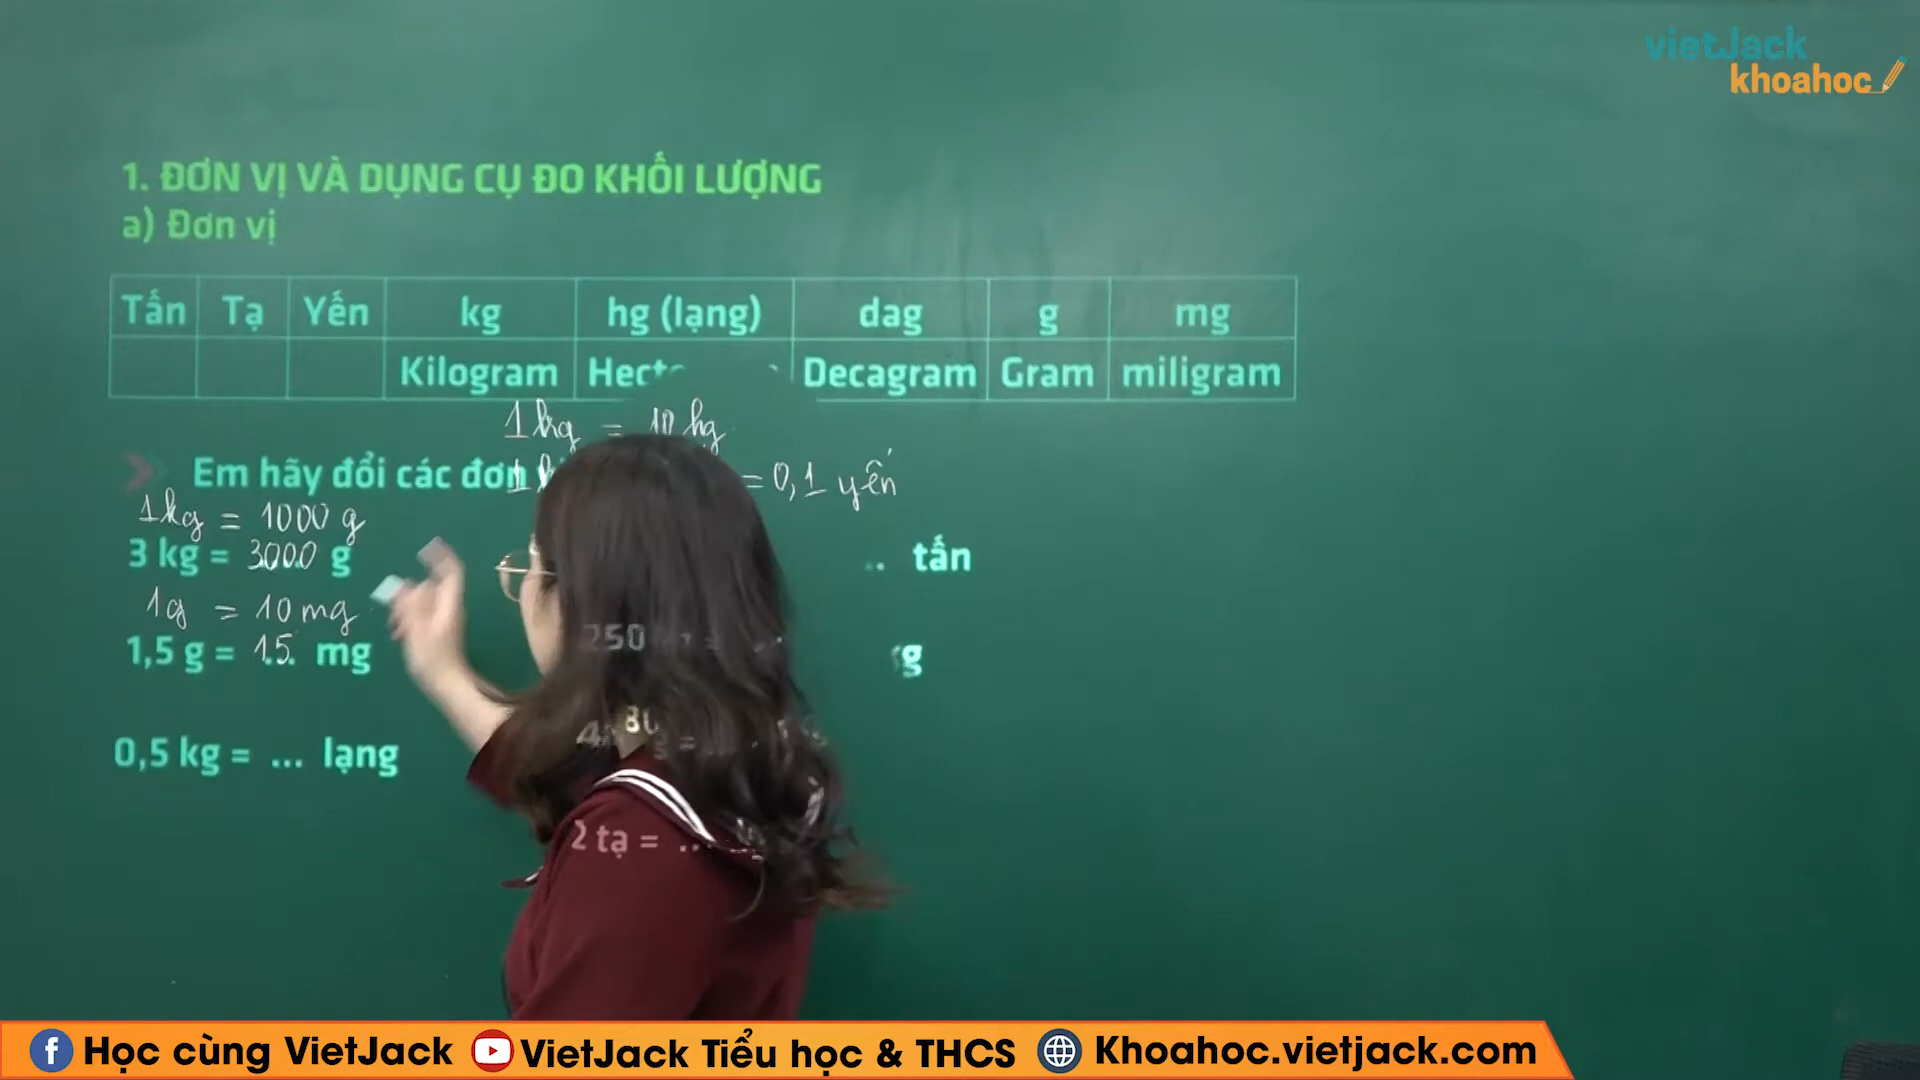 vietJack
khoahoc
1. ĐƠN VỊ VÀ DỤNG CỤ ĐO KHỐI LƯỢNG
a) Đơn vị
Tấn Tạ Yến kg hg (lạng) dag g mg
Kilogram Decagram Gram miligram
1 kg = 10 hg
Em hãy đổi các đơn
1
= 0,1 yến
1 kg = 1000 g
3 kg = 3000 g
... tấn
1g = 10 mg
250
1,5 g = 15 mg
g
480
0,5 kg = ... lạng
2 tạ = ...
Học cùng VietJack VietJack Tiểu học & THCS Khoahoc.vietjack.com